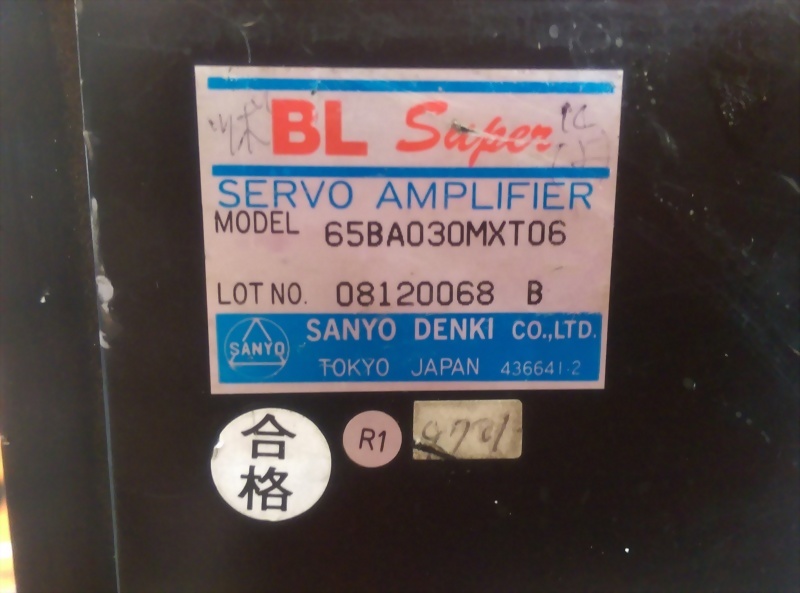 BL Super
SERVO AMPLIFIER
MODEL 65BA030MXT06
LOT NO. 08120068 B
SANYO
SANYO DENKI CO.,LTD.
TOKYO JAPAN 436641-2
合格
R1